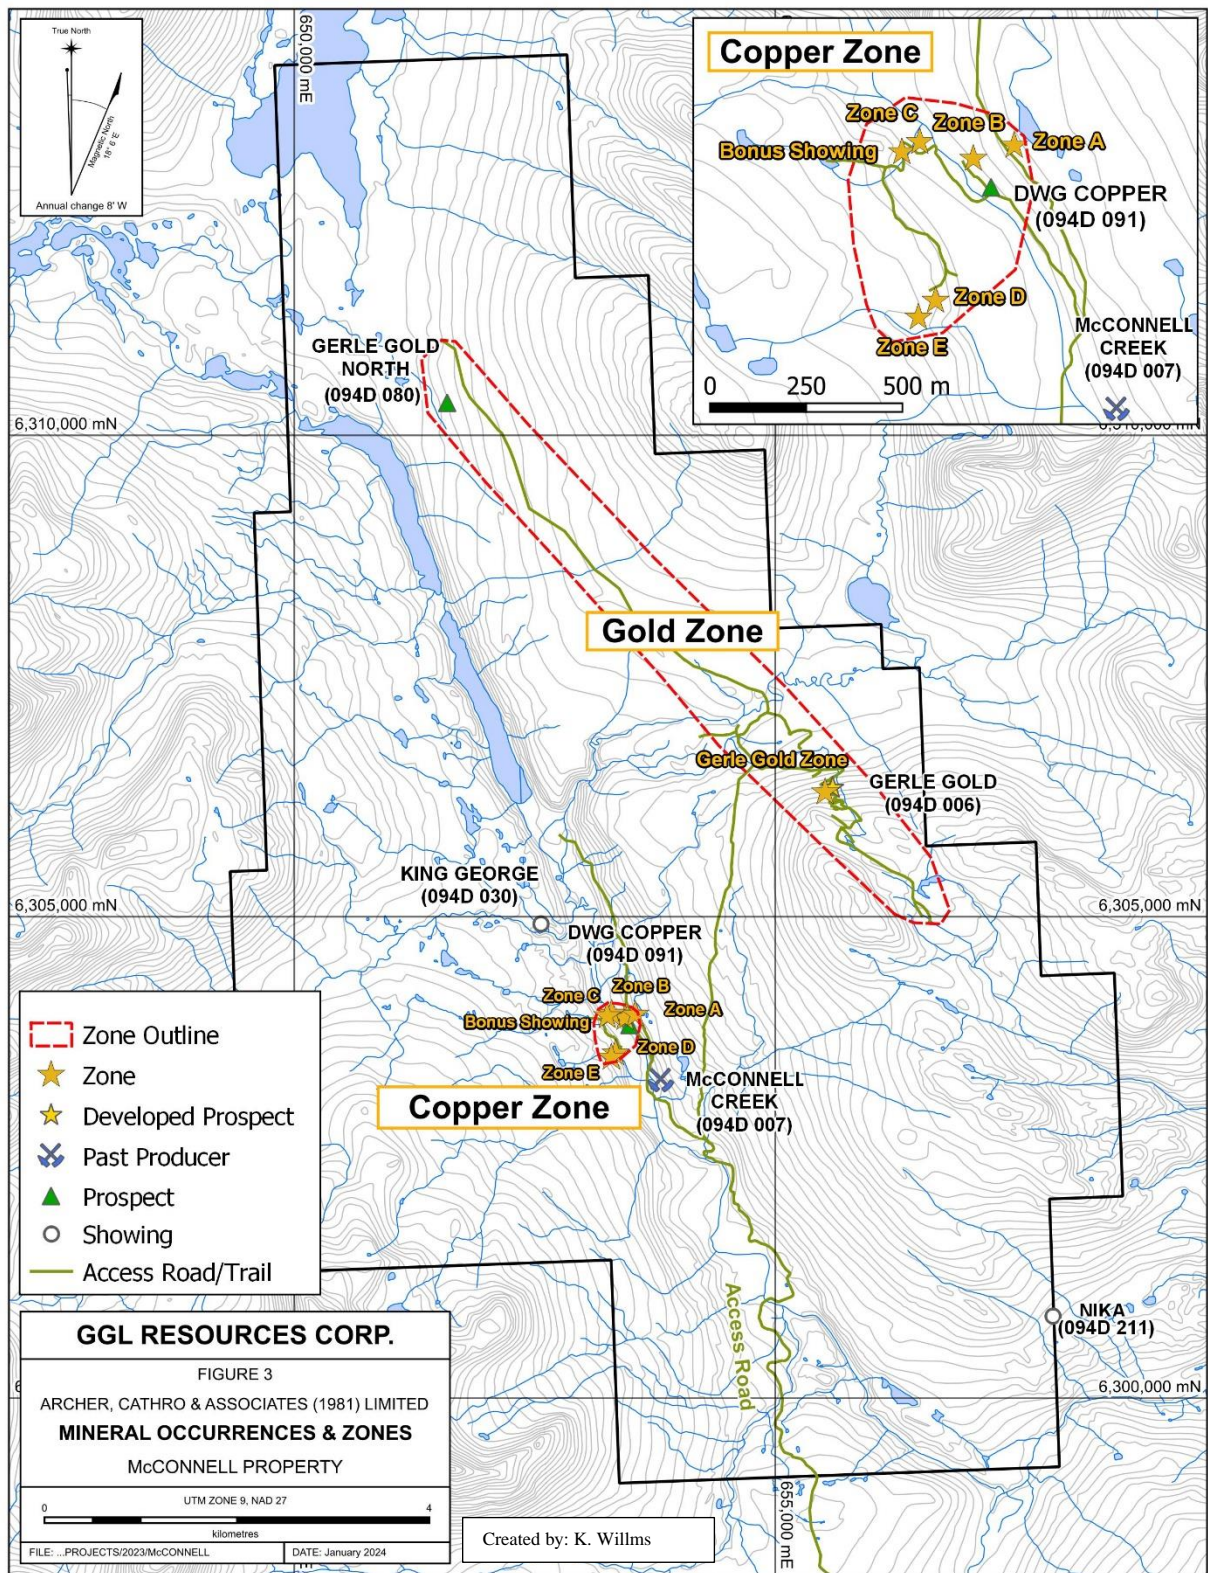 True North
Magnetic North
18° 6 'E
Annual change 8' W
650,000 mE
Copper Zone
Zone C
Zone B
Zone A
Bonus Showing
DWG COPPER
(094D 091)
Zone D
Zone E
McCONNELL
CREEK
(094D 007)
0 250 500 m
GERLE GOLD
NORTH
(094D 080)
6,310,000 mN
Gold Zone
Gerle Gold Zone
GERLE GOLD
(094D 006)
KING GEORGE
(094D 030)
6,305,000 mN
6,305,000 mN
DWG COPPER
(094D 091)
Zone C
Zone B
Zone A
Bonus Showing
Zone D
Zone E
Copper Zone
McCONNELL
CREEK
(094D 007)
Zone Outline
Zone
Developed Prospect
Past Producer
Prospect
Showing
Access Road/Trail
Access Road
NIKA
(094D 211)
6,300,000 mN
655,000 mE
GGL RESOURCES CORP.
FIGURE 3
ARCHER, CATHRO & ASSOCIATES (1981) LIMITED
MINERAL OCCURRENCES & ZONES
McCONNELL PROPERTY
UTM ZONE 9, NAD 27
0 4
kilometres
FILE: ...PROJECTS/2023/McCONNELL
DATE: January 2024
Created by: K. Willms